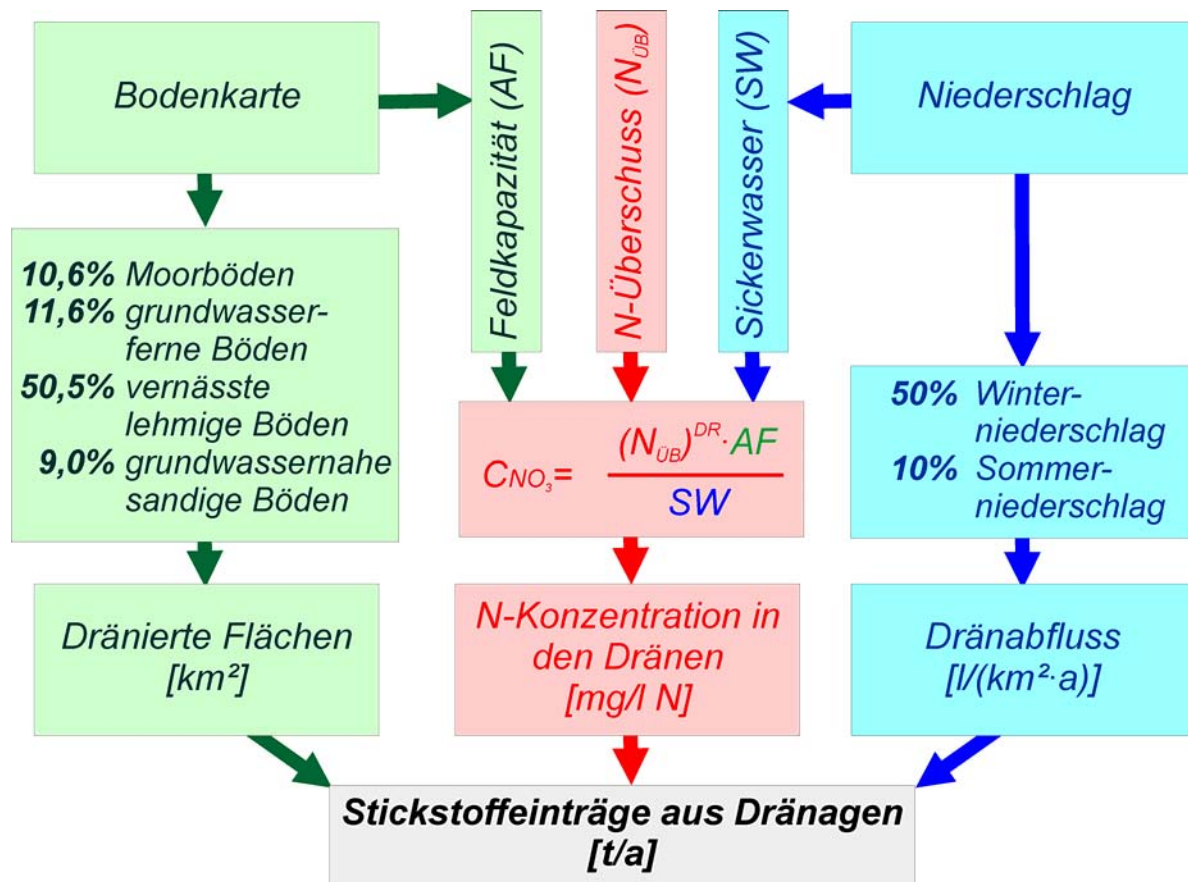 Bodenkarte
Feldkapazität (AF)
N-Überschuss (NÜB)
Sickerwasser (SW)
Niederschlag
10,6% Moorböden
11,6% grundwasser-
ferne Böden
50,5% vernässte
lehmige Böden
9,0% grundwassernahe
sandige Böden
CNO₃= (NÜB)^DR·AF
SW
50% Winter-
niederschlag
10% Sommer-
niederschlag
Dränierte Flächen
[km²]
N-Konzentration in
den Dränen
[mg/l N]
Dränabfluss
[l/(km²·a)]
Stickstoffeinträge aus Dränagen
[t/a]